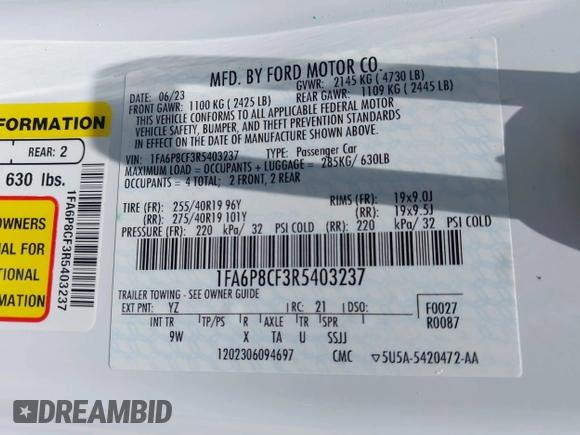 MFD. BY FORD MOTOR CO.
06/23 GVWR: 2145 KG ( 4730 LB)
FRONT GAWR: 1100 KG ( 2425 LB) REAR GAWR: 1109 KG ( 2445 LB)
THIS VEHICLE CONFORMS TO ALL APPLICABLE FEDERAL MOTOR
VEHICLE SAFETY, BUMPER, AND THEFT PREVENTION STANDARDS
IN EFFECT ON THE DATE OF MANUFACTURE SHOWN ABOVE.
VIN: 1FA6P8CF3R5403237 TYPE: Passenger Car
MAXIMUM LOAD = OCCUPANTS + LUGGAGE = 285KG/ 630LB
OCCUPANTS = 4 TOTAL; 2 FRONT, 2 REAR
TIRE (FR): 255/40R19 96Y RIMS (FR): 19x9.0J
(RR): 275/40R19 101Y (RR): 19x9.5J
PRESSURE (FR): 220 kPa/ 32 PSI COLD (RR): 220 kPa/ 32 PSI COLD
1FA6P8CF3R5403237
TRAILER TOWING - SEE OWNER GUIDE
EXT PNT: YZ RC: 21 DSO: F0027
R0087
INT TR TP/PS R AXLE TR SPR
9W X TA U SSJJ
1202306094697 CMC ▽5U5A-5420472-AA
FORMATION
REAR: 2
630 lbs.
OWNERS
AL FOR
TIONAL
MATION
1FA6P8CF3R5403237
DREAMBID